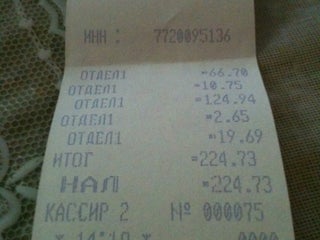 ИНН : 7720095136
ОТДЕЛ1 =66.70
ОТДЕЛ1 =10.75
ОТДЕЛ1 =124.94
ОТДЕЛ1 =2.65
ОТДЕЛ1 =19.69
ИТОГ =224.73
НАЛ =224.73
КАССИР 2 № 000075